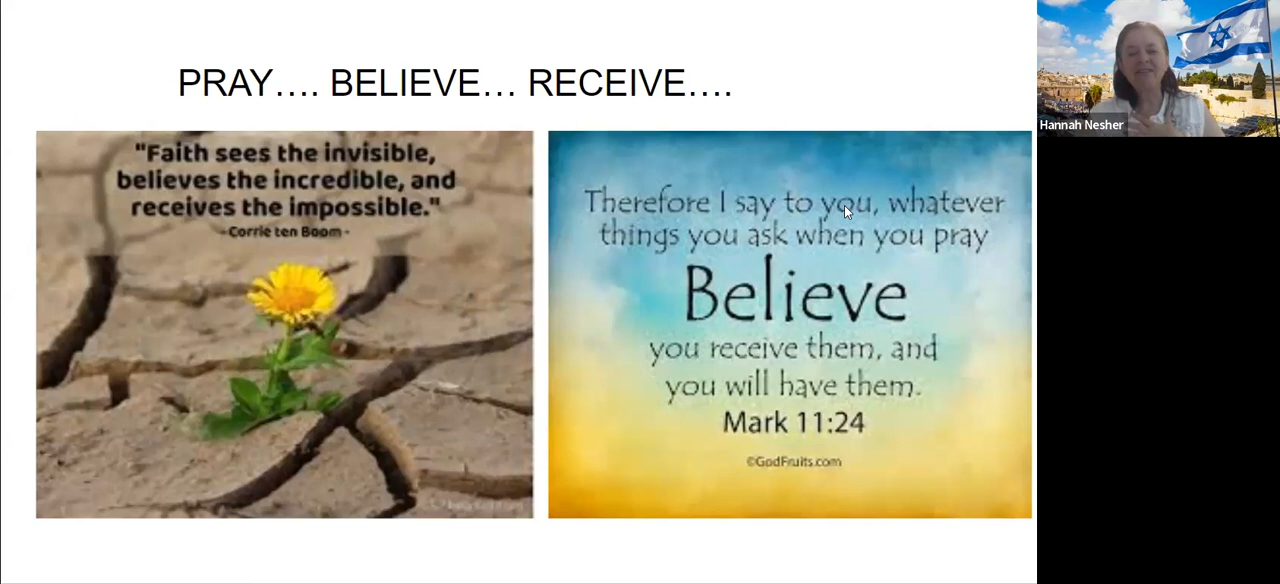 PRAY…. BELIEVE… RECEIVE….
"Faith sees the invisible,
believes the incredible, and
receives the impossible."
-Corrie ten Boom-
Therefore I say to you, whatever
things you ask when you pray
Believe
you receive them, and
you will have them.
Mark 11:24
©GodFruits.com
Hannah Nesher